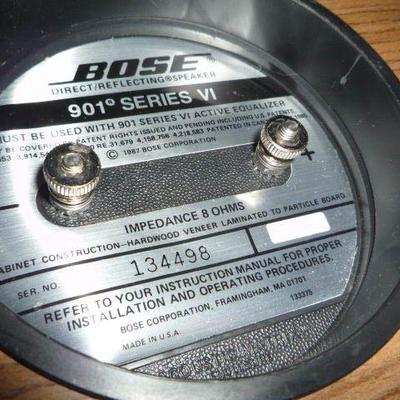 BOSE®
DIRECT/REFLECTING® SPEAKER
901® SERIES VI
MUST BE USED WITH 901 SERIES VI ACTIVE EQUALIZER
BE COVERED PATENT RIGHTS ISSUED AND PENDING INCLUDING U.S. PATENTS
RE 31,679 4,158,756 4,218,583 PATENTED IN
© 1987 BOSE CORPORATION
+
IMPEDANCE 8 OHMS
CABINET CONSTRUCTION—HARDWOOD VENEER LAMINATED TO PARTICLE BOARD.
SER. NO. 134498
REFER TO YOUR INSTRUCTION MANUAL FOR PROPER
INSTALLATION AND OPERATING PROCEDURES.
BOSE CORPORATION, FRAMINGHAM, MA 01701
133375
MADE IN U.S.A.